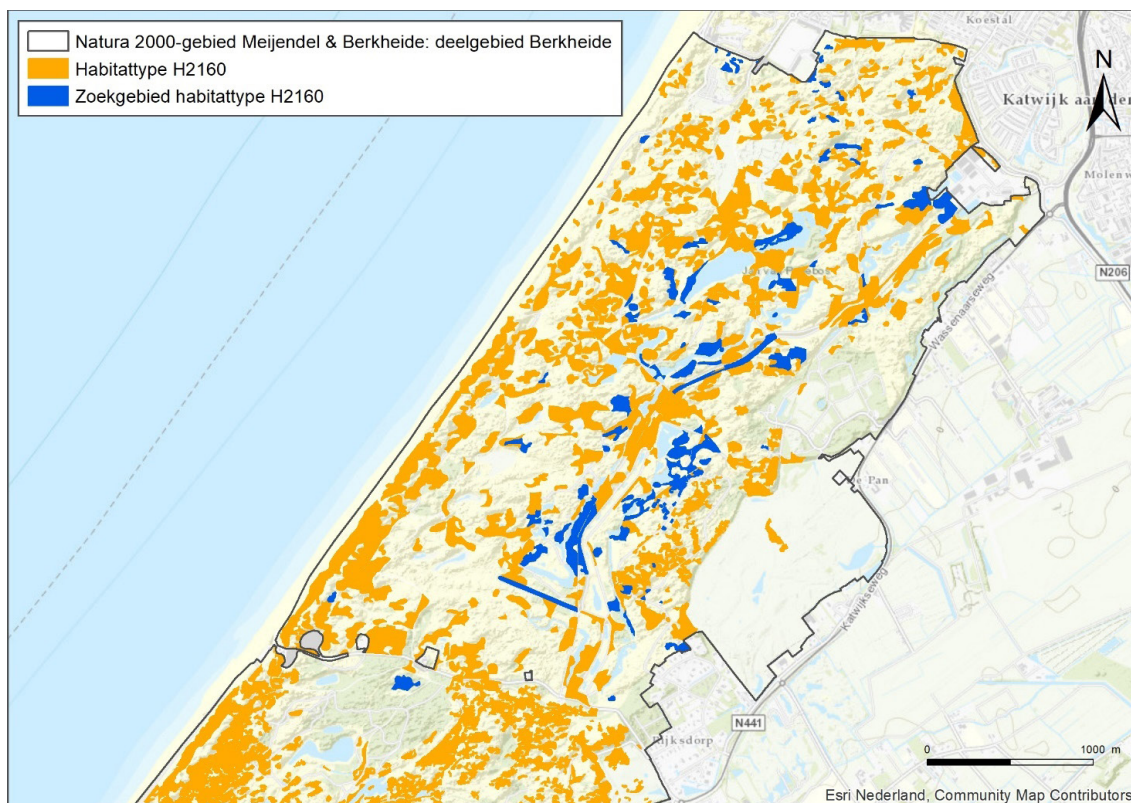 Natura 2000-gebied Meijendel & Berkheide: deelgebied Berkheide
Habitattype H2160
Zoekgebied habitattype H2160
Koestal
N
Katwijk aan den
Molenw
N206
Wassenaarseweg
De Pan
Katwijkseweg
N441
Rijksdorp
0 1000 m
Esri Nederland, Community Map Contributors